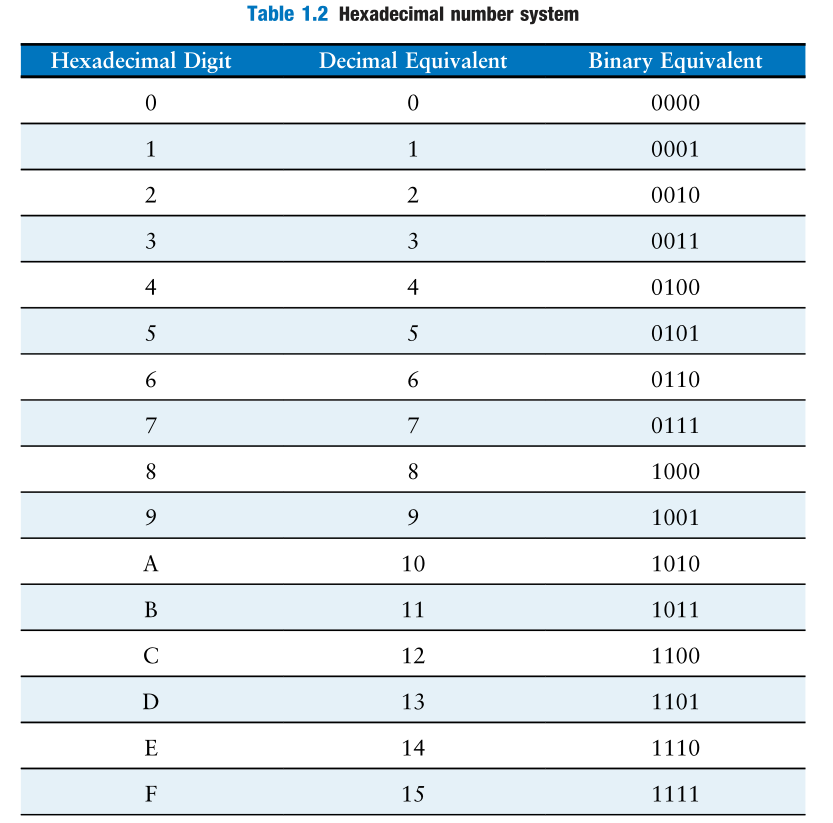 Table 1.2 Hexadecimal number system
Hexadecimal Digit Decimal Equivalent Binary Equivalent
0 0 0000
1 1 0001
2 2 0010
3 3 0011
4 4 0100
5 5 0101
6 6 0110
7 7 0111
8 8 1000
9 9 1001
A 10 1010
B 11 1011
C 12 1100
D 13 1101
E 14 1110
F 15 1111